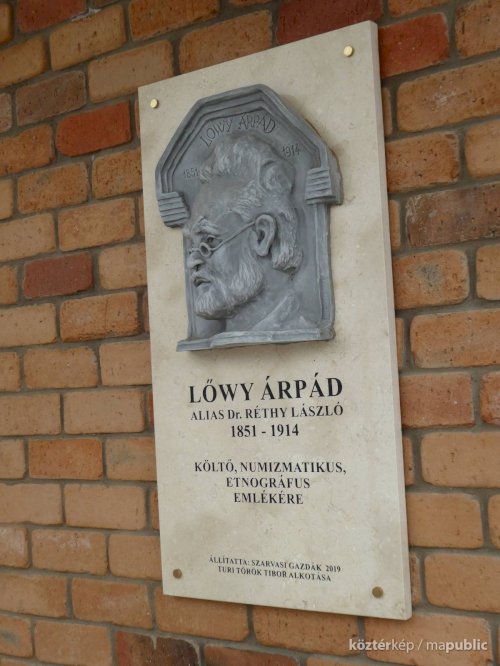 LŐWY ÁRPÁD
1851 1914
LŐWY ÁRPÁD
ALIAS Dr. RÉTHY LÁSZLÓ
1851 - 1914
KÖLTŐ, NUMIZMATIKUS,
ETNOGRÁFUS
EMLÉKÉRE
ÁLLÍTATTA: SZARVASI GAZDÁK 2019
TURI TÖRÖK TIBOR ALKOTÁSA
köztérkép / mapublic